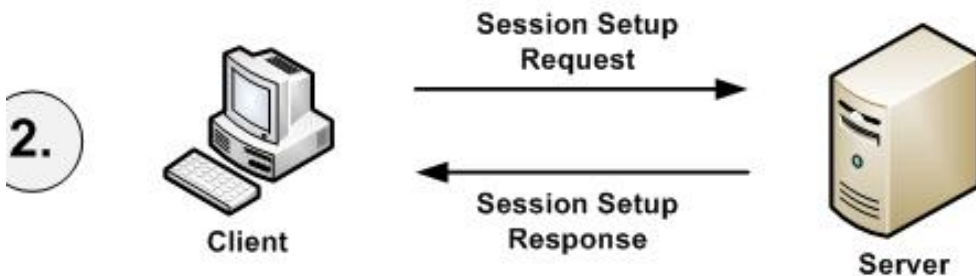 Session Setup
Request
2.
Client
Session Setup
Response
Server